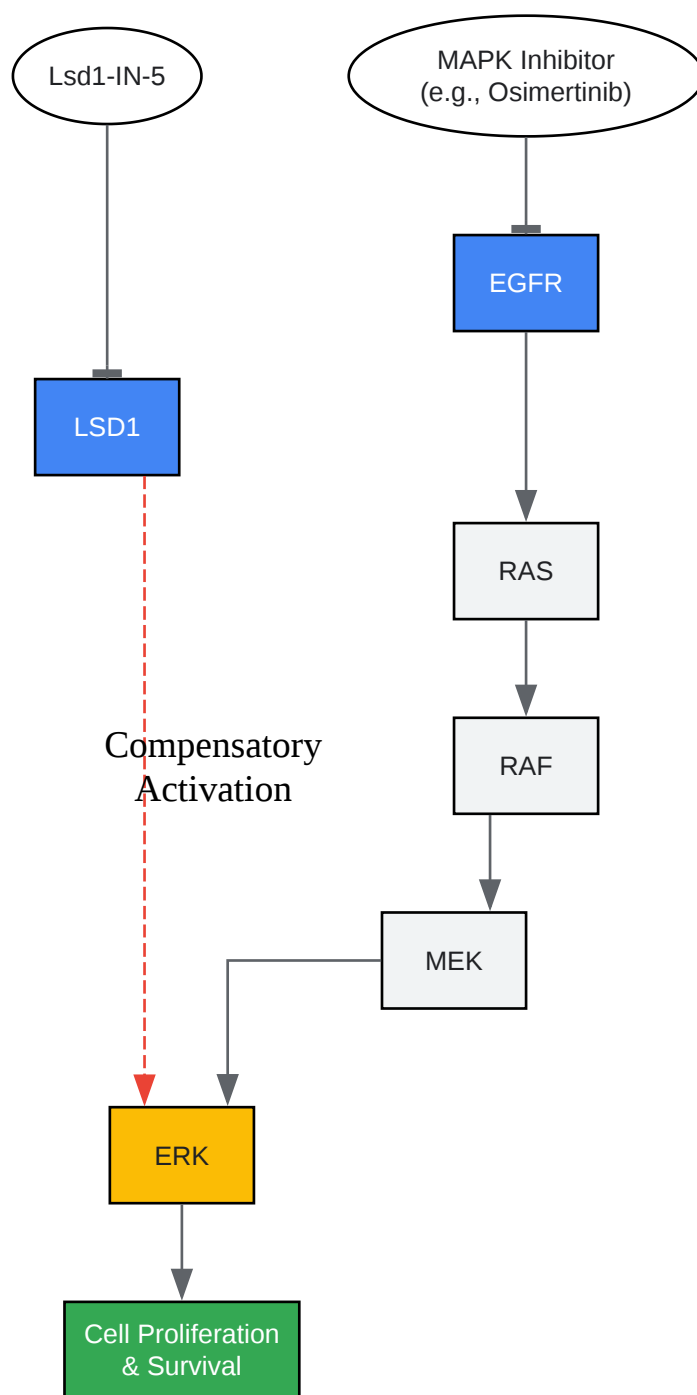 Lsd1-IN-5
MAPK Inhibitor
(e.g., Osimertinib)
EGFR
LSD1
RAS
Compensatory
Activation
RAF
MEK
ERK
Cell Proliferation
& Survival